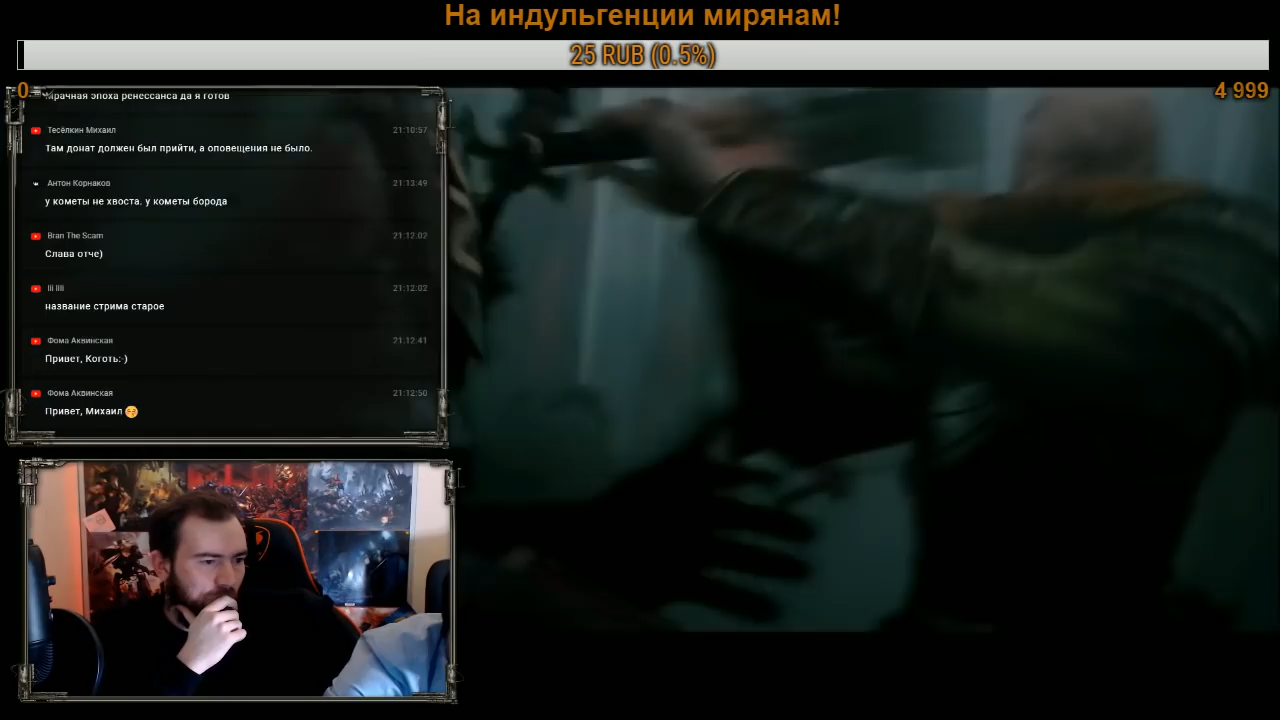 На индульгенции мирянам!
25 RUB (0.5%)
0
4 999
мрачная эпоха ренессанса да я готов
Тесёлкин Михаил 21:10:57
Там донат должен был прийти, а оповещения не было.
Антон Корнаков 21:13:49
у кометы не хвоста. у кометы борода
Bran The Scam 21:12:02
Слава отче)
lii lili 21:12:02
название стрима старое
Фома Аквинская 21:12:41
Привет, Коготь:-)
Фома Аквинская 21:12:50
Привет, Михаил 😚